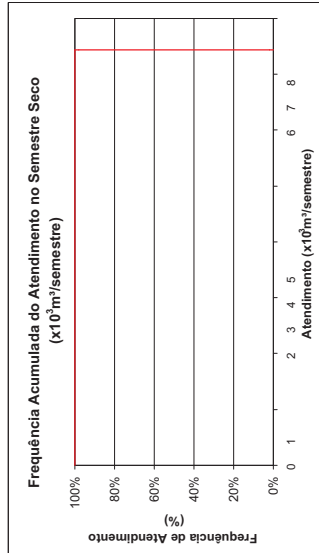 Frequência Acumulada do Atendimento no Semestre Seco
(x10³m³/semestre)
Frequência de Atendimento
(%)
100%
80%
60%
40%
20%
0%
0 1 2 3 4 5 6 7 8
Atendimento (x10³m³/semestre)